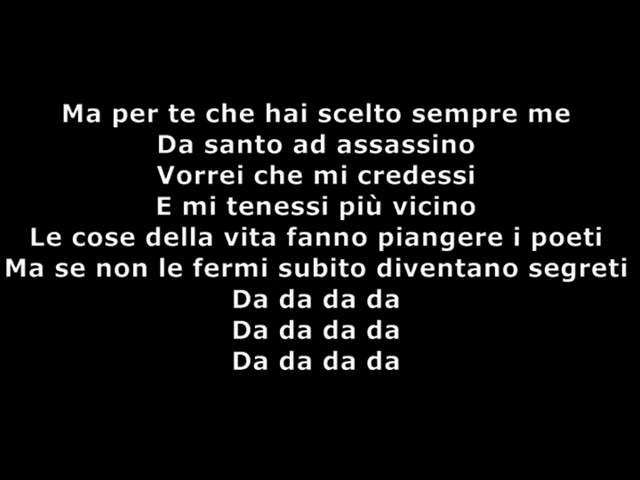 Ma per te che hai scelto sempre me
Da santo ad assassino
Vorrei che mi credessi
E mi tenessi più vicino
Le cose della vita fanno piangere i poeti
Ma se non le fermi subito diventano segreti
Da da da da
Da da da da
Da da da da